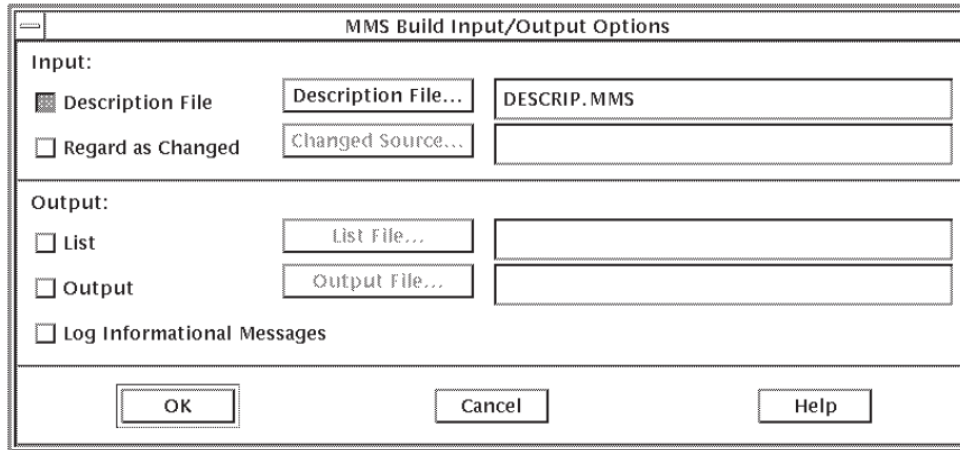 MMS Build Input/Output Options
Input:
Description File Description File... DESCRIP.MMS
Regard as Changed Changed Source...
Output:
List List File...
Output Output File...
Log Informational Messages
OK Cancel Help